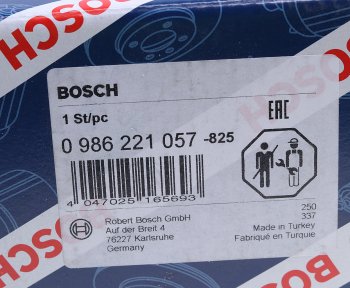 BOSCH
BOSCH
BOSCH
1 St/pc
EAC
0 986 221 057 -825
4 047025 165693
Robert Bosch GmbH
Auf der Breit 4
76227 Karlsruhe
Germany
250
337
Made in Turkey
Fabriqué en Turquie
BOSCH